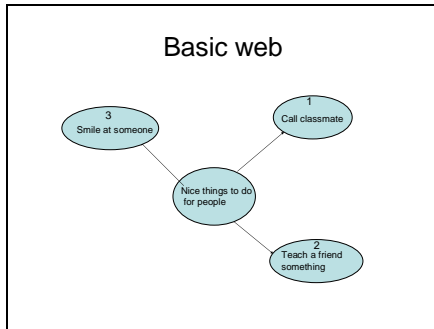 Basic web
3
Smile at someone
1
Call classmate
Nice things to do
for people
2
Teach a friend
something